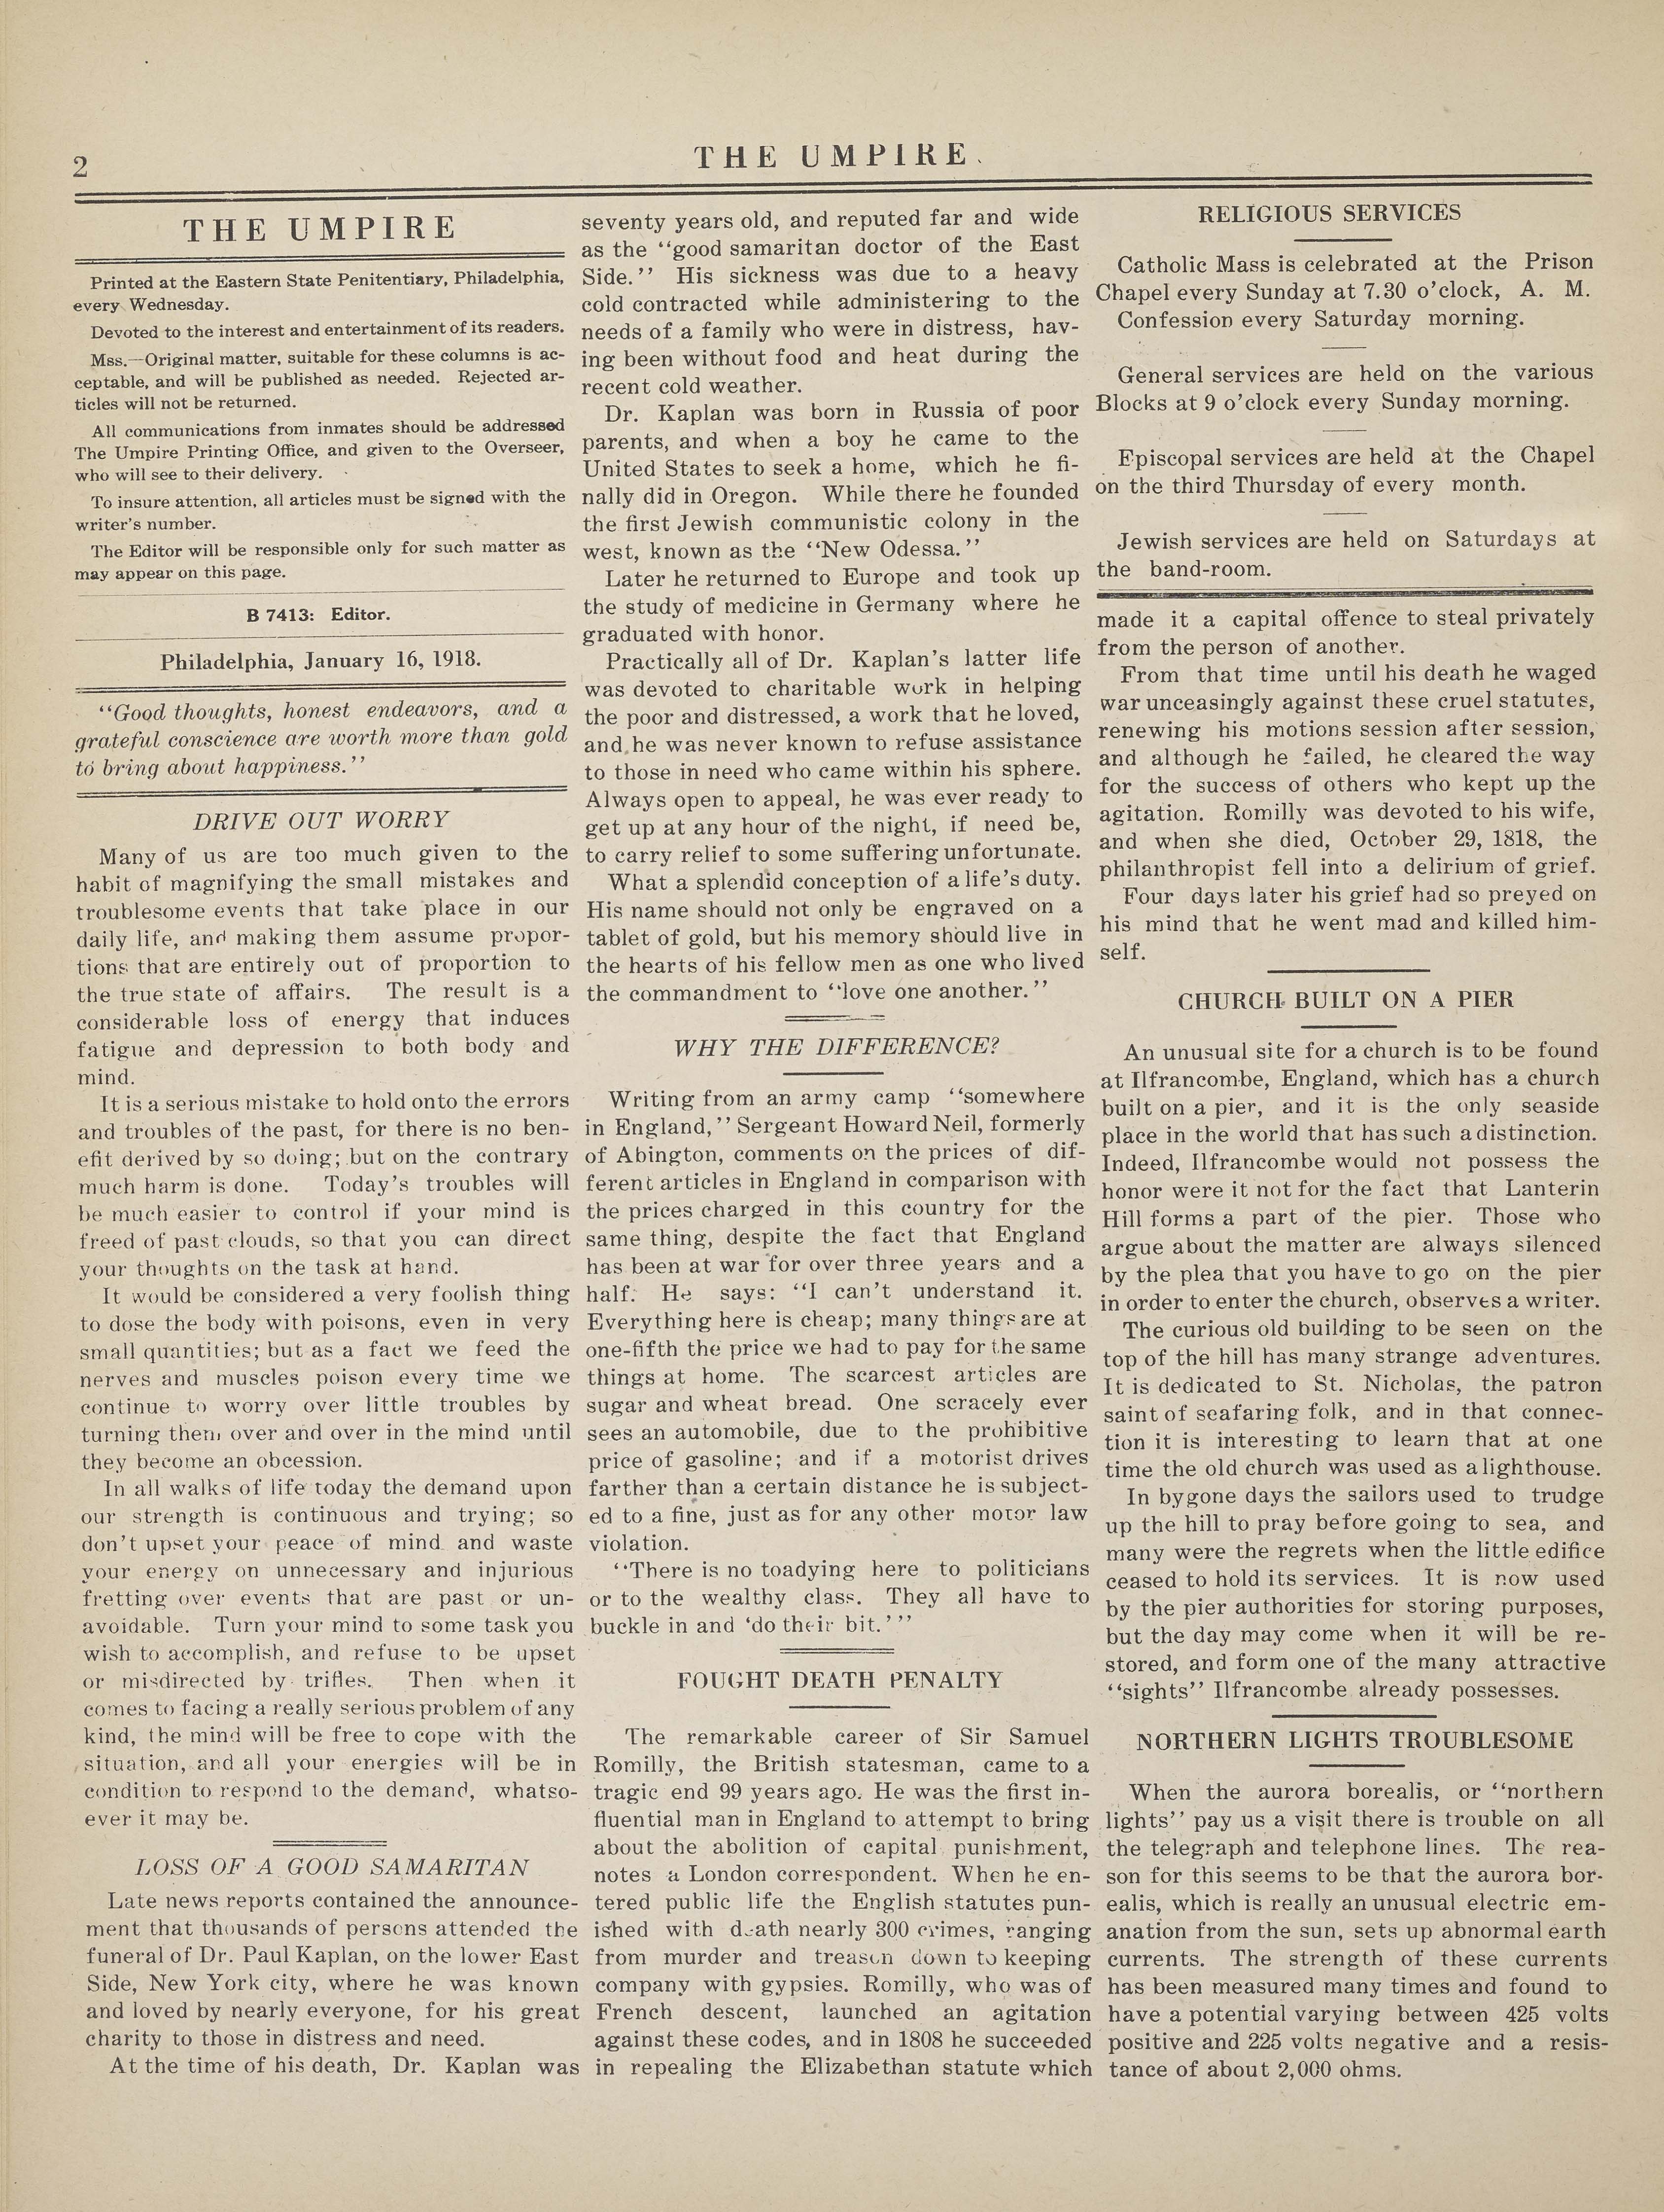 2
THE UMPIRE.
THE UMPIRE
Printed at the Eastern State Penitentiary, Philadelphia,
every Wednesday.
Devoted to the interest and entertainment of its readers.
Mss.—Original matter, suitable for these columns is ac-
ceptable, and will be published as needed. Rejected ar-
ticles will not be returned.
All communications from inmates should be addressed
The Umpire Printing Office, and given to the Overseer,
who will see to their delivery.
To insure attention, all articles must be signed with the
writer's number.
The Editor will be responsible only for such matter as
may appear on this page.
B 7413: Editor.
Philadelphia, January 16, 1918.
"Good thoughts, honest endeavors, and a
grateful conscience are worth more than gold
to bring about happiness."
DRIVE OUT WORRY
Many of us are too much given to the
habit of magnifying the small mistakes and
troublesome events that take place in our
daily life, and making them assume propor-
tions that are entirely out of proportion to
the true state of affairs. The result is a
considerable loss of energy that induces
fatigue and depression to both body and
mind.
It is a serious mistake to hold onto the errors
and troubles of the past, for there is no ben-
efit derived by so doing; but on the contrary
much harm is done. Today's troubles will
be much easier to control if your mind is
freed of past clouds, so that you can direct
your thoughts on the task at hand.
It would be considered a very foolish thing
to dose the body with poisons, even in very
small quantities; but as a fact we feed the
nerves and muscles poison every time we
continue to worry over little troubles by
turning them over and over in the mind until
they become an obcession.
In all walks of life today the demand upon
our strength is continuous and trying; so
don't upset your peace of mind and waste
your energy on unnecessary and injurious
fretting over events that are past or un-
avoidable. Turn your mind to some task you
wish to accomplish, and refuse to be upset
or misdirected by trifles. Then when it
comes to facing a really serious problem of any
kind, the mind will be free to cope with the
situation, and all your energies will be in
condition to respond to the demand, whatso-
ever it may be.
LOSS OF A GOOD SAMARITAN
Late news reports contained the announce-
ment that thousands of persons attended the
funeral of Dr. Paul Kaplan, on the lower East
Side, New York city, where he was known
and loved by nearly everyone, for his great
charity to those in distress and need.
At the time of his death, Dr. Kaplan was
seventy years old, and reputed far and wide
as the "good samaritan doctor of the East
Side." His sickness was due to a heavy
cold contracted while administering to the
needs of a family who were in distress, hav-
ing been without food and heat during the
recent cold weather.
Dr. Kaplan was born in Russia of poor
parents, and when a boy he came to the
United States to seek a home, which he fi-
nally did in Oregon. While there he founded
the first Jewish communistic colony in the
west, known as the "New Odessa."
Later he returned to Europe and took up
the study of medicine in Germany where he
graduated with honor.
Practically all of Dr. Kaplan's latter life
was devoted to charitable work in helping
the poor and distressed, a work that he loved,
and he was never known to refuse assistance
to those in need who came within his sphere.
Always open to appeal, he was ever ready to
get up at any hour of the night, if need be,
to carry relief to some suffering unfortunate.
What a splendid conception of a life's duty.
His name should not only be engraved on a
tablet of gold, but his memory should live in
the hearts of his fellow men as one who lived
the commandment to "love one another."
WHY THE DIFFERENCE?
Writing from an army camp "somewhere
in England," Sergeant Howard Neil, formerly
of Abington, comments on the prices of dif-
ferent articles in England in comparison with
the prices charged in this country for the
same thing, despite the fact that England
has been at war for over three years and a
half. He says: "I can't understand it.
Everything here is cheap; many things are at
one-fifth the price we had to pay for the same
things at home. The scarcest articles are
sugar and wheat bread. One scracely ever
sees an automobile, due to the prohibitive
price of gasoline; and if a motorist drives
farther than a certain distance he is subject-
ed to a fine, just as for any other motor law
violation.
"There is no toadying here to politicians
or to the wealthy class. They all have to
buckle in and 'do their bit.'"
FOUGHT DEATH PENALTY
The remarkable career of Sir Samuel
Romilly, the British statesman, came to a
tragic end 99 years ago. He was the first in-
fluential man in England to attempt to bring
about the abolition of capital punishment,
notes a London correspondent. When he en-
tered public life the English statutes pun-
ished with death nearly 300 crimes, ranging
from murder and treason down to keeping
company with gypsies. Romilly, who was of
French descent, launched an agitation
against these codes, and in 1808 he succeeded
in repealing the Elizabethan statute which
RELIGIOUS SERVICES
Catholic Mass is celebrated at the Prison
Chapel every Sunday at 7.30 o'clock, A. M.
Confession every Saturday morning.
General services are held on the various
Blocks at 9 o'clock every Sunday morning.
Episcopal services are held at the Chapel
on the third Thursday of every month.
Jewish services are held on Saturdays at
the band-room.
made it a capital offence to steal privately
from the person of another.
From that time until his death he waged
war unceasingly against these cruel statutes,
renewing his motions session after session,
and although he failed, he cleared the way
for the success of others who kept up the
agitation. Romilly was devoted to his wife,
and when she died, October 29, 1818, the
philanthropist fell into a delirium of grief.
Four days later his grief had so preyed on
his mind that he went mad and killed him-
self.
CHURCH BUILT ON A PIER
An unusual site for a church is to be found
at Ilfrancombe, England, which has a church
built on a pier, and it is the only seaside
place in the world that has such a distinction.
Indeed, Ilfrancombe would not possess the
honor were it not for the fact that Lanterin
Hill forms a part of the pier. Those who
argue about the matter are always silenced
by the plea that you have to go on the pier
in order to enter the church, observes a writer.
The curious old building to be seen on the
top of the hill has many strange adventures.
It is dedicated to St. Nicholas, the patron
saint of seafaring folk, and in that connec-
tion it is interesting to learn that at one
time the old church was used as a lighthouse.
In bygone days the sailors used to trudge
up the hill to pray before going to sea, and
many were the regrets when the little edifice
ceased to hold its services. It is now used
by the pier authorities for storing purposes,
but the day may come when it will be re-
stored, and form one of the many attractive
"sights" Ilfrancombe already possesses.
NORTHERN LIGHTS TROUBLESOME
When the aurora borealis, or "northern
lights" pay us a visit there is trouble on all
the telegraph and telephone lines. The rea-
son for this seems to be that the aurora bor-
ealis, which is really an unusual electric em-
anation from the sun, sets up abnormal earth
currents. The strength of these currents
has been measured many times and found to
have a potential varying between 425 volts
positive and 225 volts negative and a resis-
tance of about 2,000 ohms.